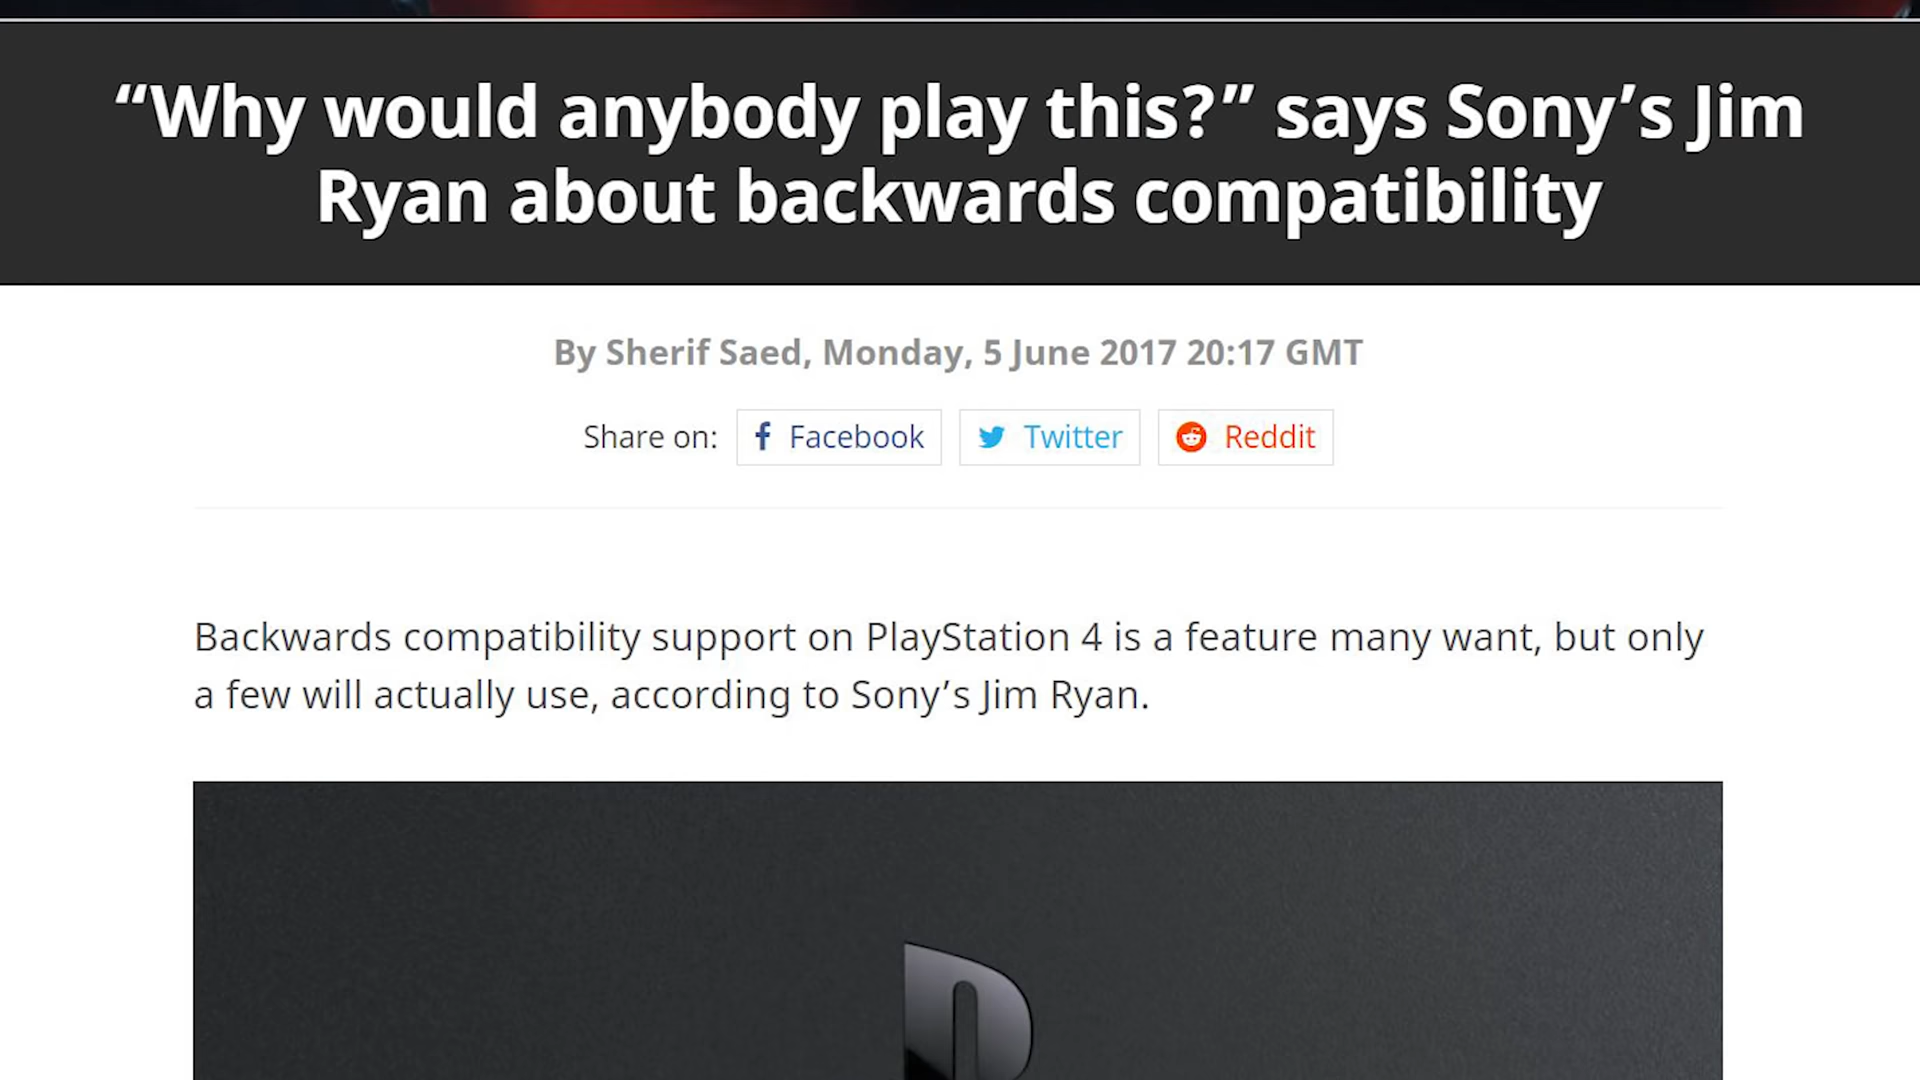 “Why would anybody play this?” says Sony’s Jim
Ryan about backwards compatibility
By Sherif Saed, Monday, 5 June 2017 20:17 GMT
Share on: Facebook Twitter Reddit
Backwards compatibility support on PlayStation 4 is a feature many want, but only
a few will actually use, according to Sony’s Jim Ryan.